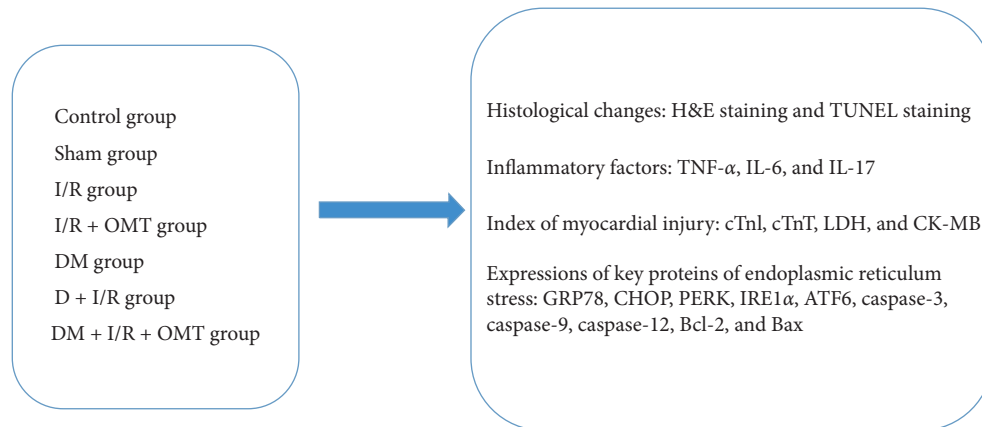 Control group
Sham group
I/R group
I/R + OMT group
DM group
D + I/R group
DM + I/R + OMT group
Histological changes: H&E staining and TUNEL staining
Inflammatory factors: TNF-α, IL-6, and IL-17
Index of myocardial injury: cTnl, cTnT, LDH, and CK-MB
Expressions of key proteins of endoplasmic reticulum
stress: GRP78, CHOP, PERK, IRE1α, ATF6, caspase-3,
caspase-9, caspase-12, Bcl-2, and Bax